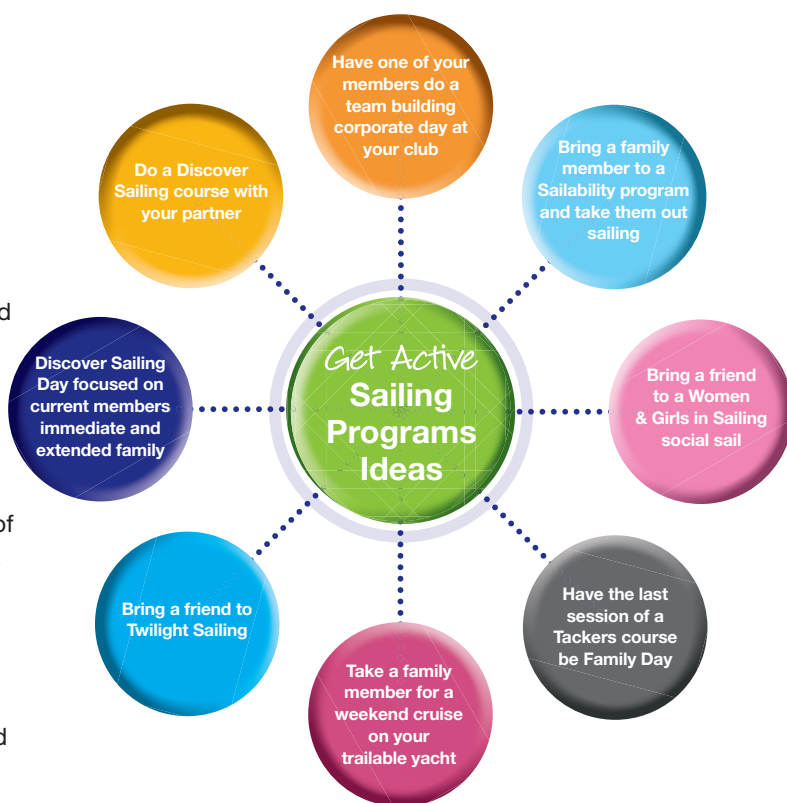 Have one of your
members do a
team building
corporate day at
your club
Bring a family
member to a
Sailability program
and take them out
sailing
Bring a friend
to a Women
& Girls in Sailing
social sail
Have the last
session of a
Tackers course
be Family Day
Take a family
member for a
weekend cruise
on your
trailable yacht
Bring a friend to
Twilight Sailing
Discover Sailing
Day focused on
current members
immediate and
extended family
Do a Discover
Sailing course with
your partner
Get Active
Sailing
Programs
Ideas
of